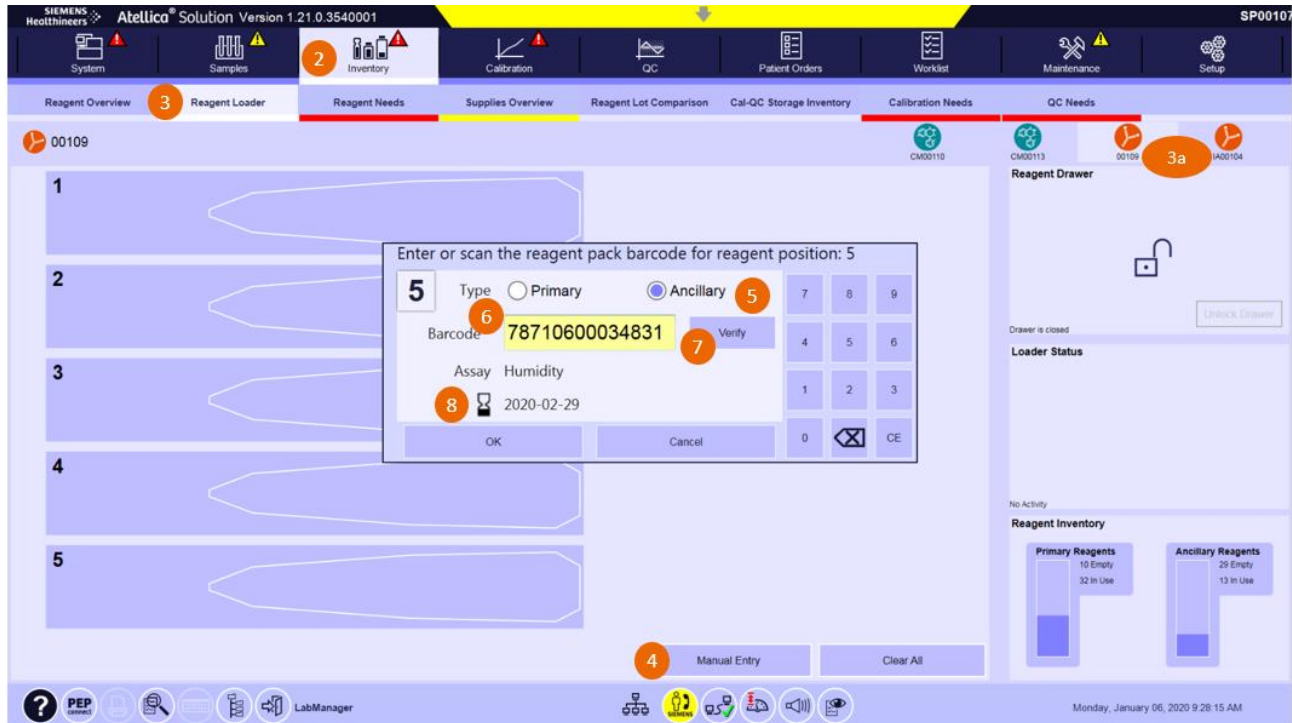 SIEMENS
Healthineers
Atellica® Solution Version 1.21.0.3540001
SP00107
System
Samples
2
Inventory
Calibration
QC
Patient Orders
Worklist
Maintenance
Setup
Reagent Overview
3
Reagent Loader
Reagent Needs
Supplies Overview
Reagent Lot Comparison
Cal-QC Storage Inventory
Calibration Needs
QC Needs
00109
CM00110
CM00113
00109
3a
IA00104
1
2
3
4
5
Enter or scan the reagent pack barcode for reagent position: 5
5
Type
Primary
Ancillary
5
6
Barcode
78710600034831
7
Verify
Assay Humidity
8
2020-02-29
OK
Cancel
7 8 9
4 5 6
1 2 3
0 CE
Reagent Drawer
Unlock Drawer
Drawer is closed
Loader Status
No Activity
Reagent Inventory
Primary Reagents
10 Empty
32 In Use
Ancillary Reagents
29 Empty
13 In Use
4
Manual Entry
Clear All
?
PEP
connect
LabManager
SIEMENS
Monday, January 06, 2020 9:28:15 AM